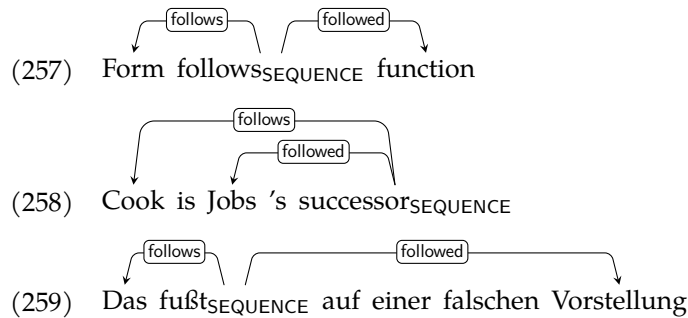 follows followed
(257) Form followsSEQUENCE function
follows
followed
(258) Cook is Jobs 's successorSEQUENCE
follows followed
(259) Das fußtSEQUENCE auf einer falschen Vorstellung